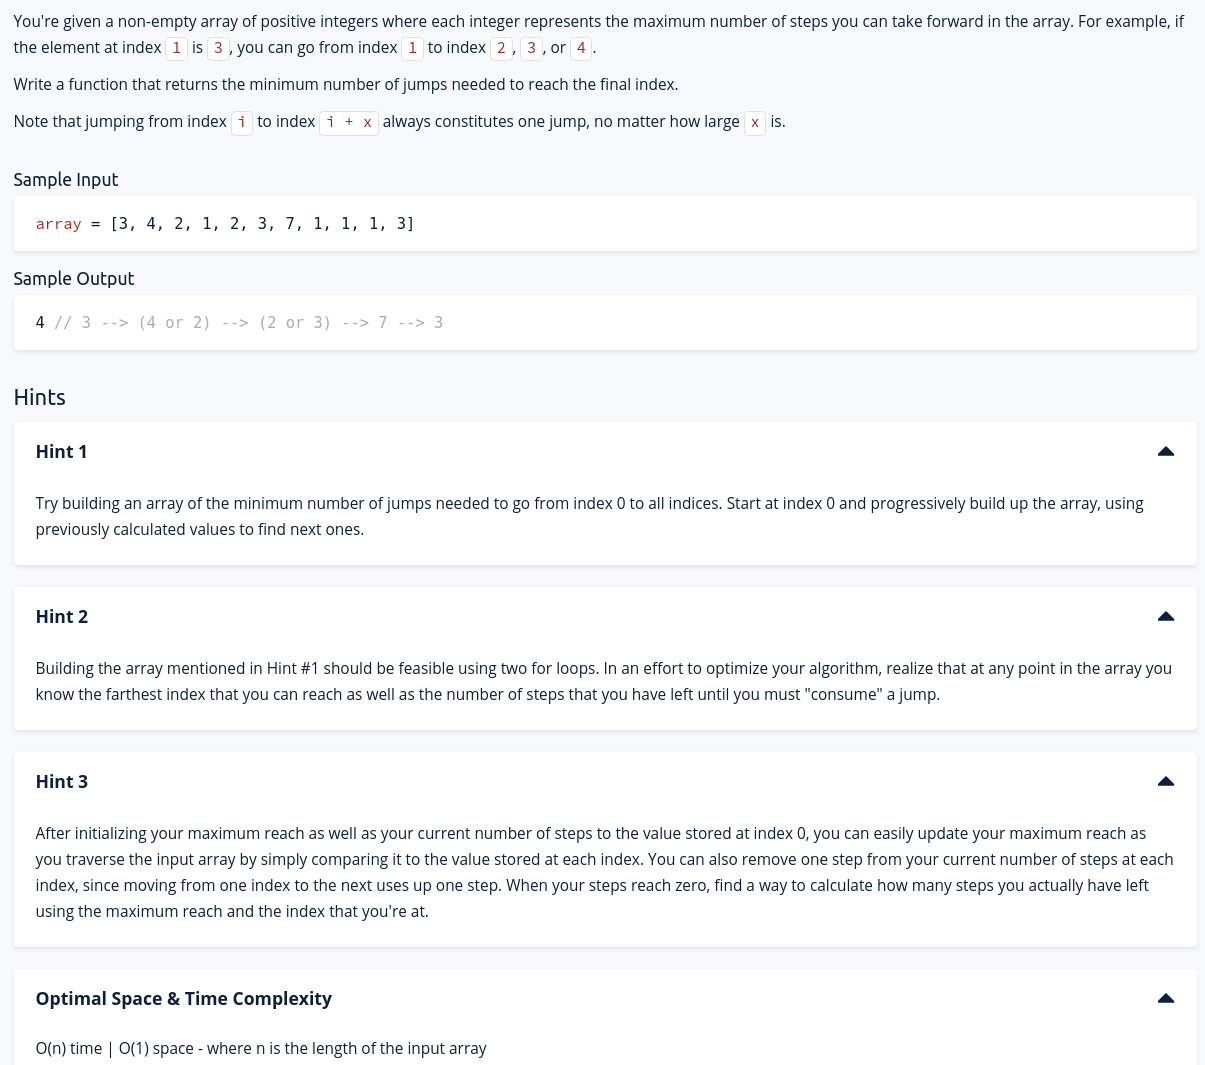 You're given a non-empty array of positive integers where each integer represents the maximum number of steps you can take forward in the array. For example, if
the element at index 1 is 3, you can go from index 1 to index 2, 3, or 4.
Write a function that returns the minimum number of jumps needed to reach the final index.
Note that jumping from index i to index i + x always constitutes one jump, no matter how large x is.
Sample Input
array = [3, 4, 2, 1, 2, 3, 7, 1, 1, 1, 3]
Sample Output
4 // 3 --> (4 or 2) --> (2 or 3) --> 7 --> 3
Hints
Hint 1
Try building an array of the minimum number of jumps needed to go from index 0 to all indices. Start at index 0 and progressively build up the array, using
previously calculated values to find next ones.
Hint 2
Building the array mentioned in Hint #1 should be feasible using two for loops. In an effort to optimize your algorithm, realize that at any point in the array you
know the farthest index that you can reach as well as the number of steps that you have left until you must "consume" a jump.
Hint 3
After initializing your maximum reach as well as your current number of steps to the value stored at index 0, you can easily update your maximum reach as
you traverse the input array by simply comparing it to the value stored at each index. You can also remove one step from your current number of steps at each
index, since moving from one index to the next uses up one step. When your steps reach zero, find a way to calculate how many steps you actually have left
using the maximum reach and the index that you're at.
Optimal Space & Time Complexity
O(n) time | O(1) space - where n is the length of the input array